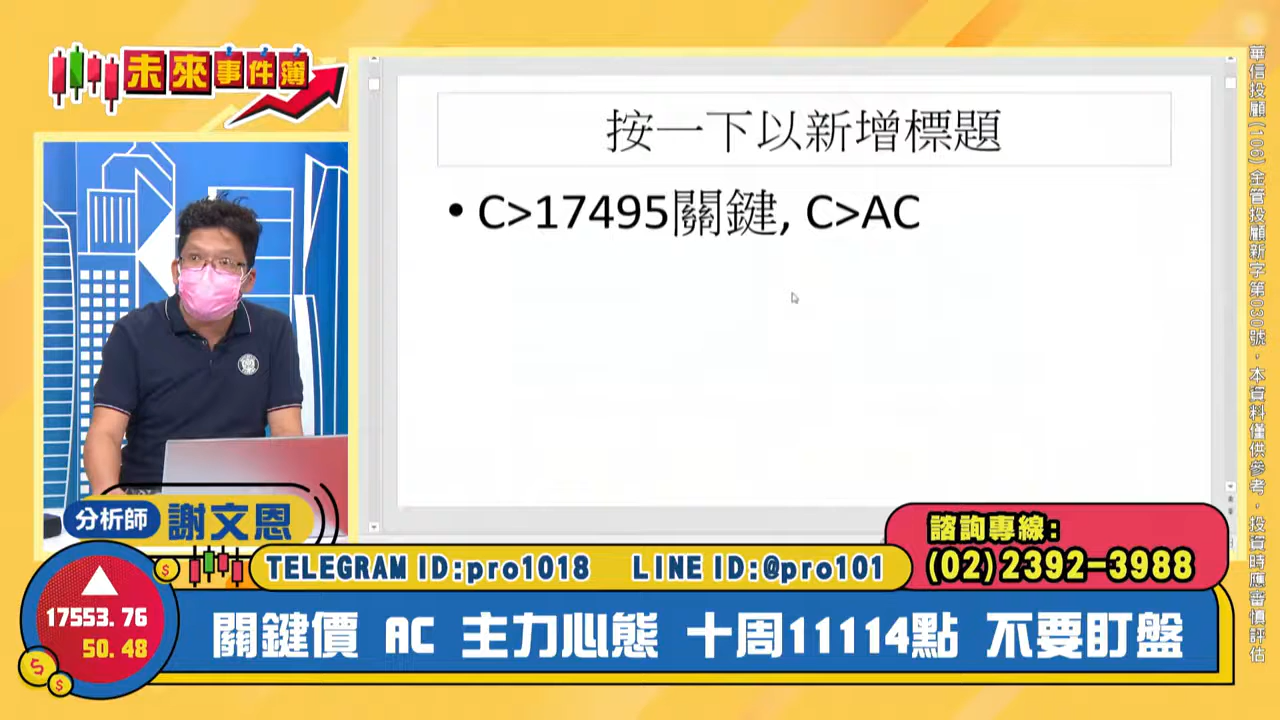 未來事件簿
按一下以新增標題
• C>17495關鍵, C>AC
分析師 謝文恩
諮詢專線:
(02)2392-3988
TELEGRAM ID:pro1018 LINE ID:@pro101
17553.76
50.48
關鍵價 AC 主力心態 十周11114點 不要盯盤
華信投顧(106)金管投顧新字第030號，本資料僅供參考，投資時應審慎評估